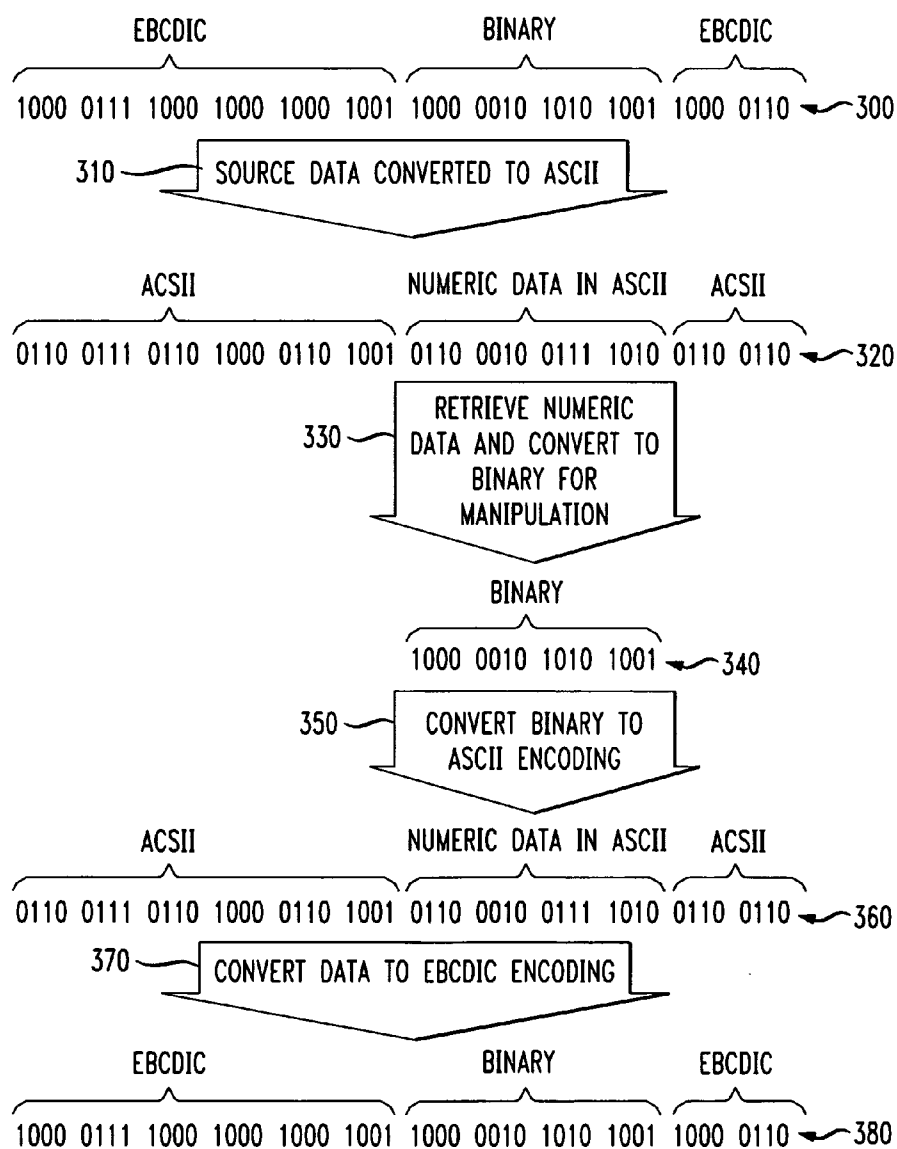 EBCDIC BINARY EBCDIC
1000 0111 1000 1000 1000 1001 1000 0010 1010 1001 1000 0110 300
310 SOURCE DATA CONVERTED TO ASCII
ACSII NUMERIC DATA IN ASCII ACSII
0110 0111 0110 1000 0110 1001 0110 0010 0111 1010 0110 0110 320
RETRIEVE NUMERIC
330 DATA AND CONVERT TO
BINARY FOR
MANIPULATION
BINARY
1000 0010 1010 1001 340
350 CONVERT BINARY TO
ASCII ENCODING
ACSII NUMERIC DATA IN ASCII ACSII
0110 0111 0110 1000 0110 1001 0110 0010 0111 1010 0110 0110 360
370 CONVERT DATA TO EBCDIC ENCODING
EBCDIC BINARY EBCDIC
1000 0111 1000 1000 1000 1001 1000 0010 1010 1001 1000 0110 380